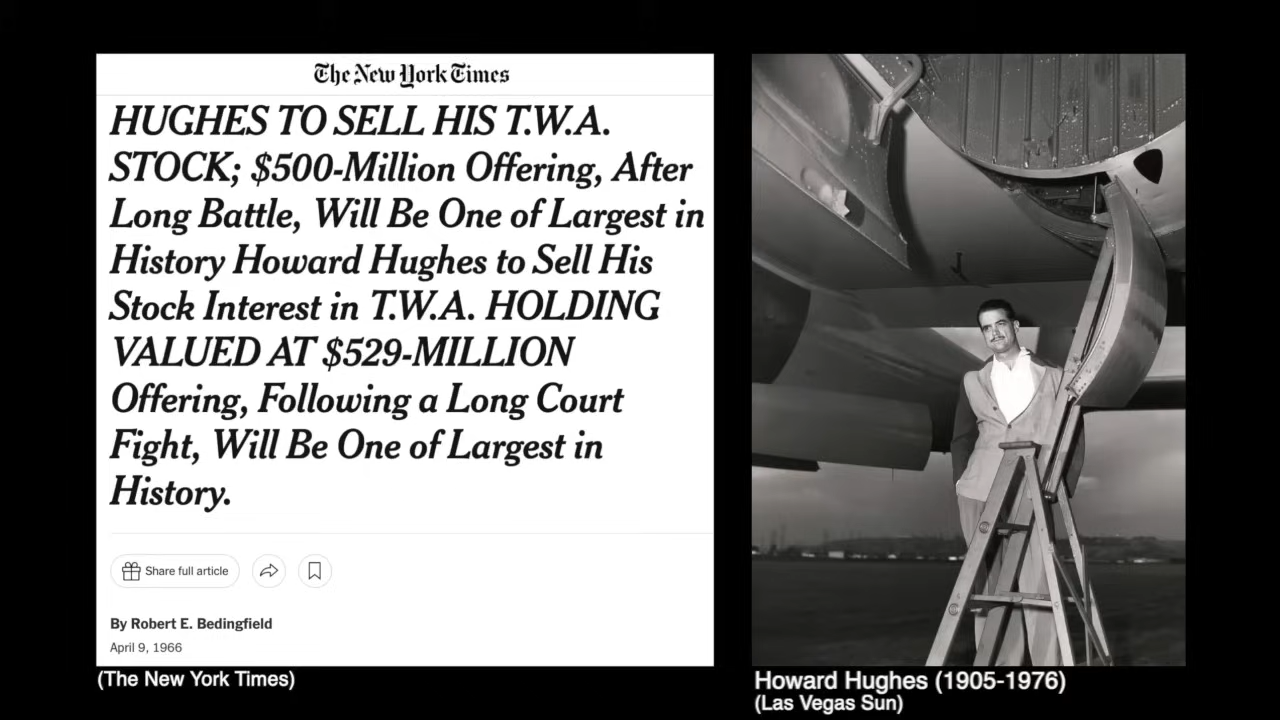 The New York Times
HUGHES TO SELL HIS T.W.A.
STOCK; $500-Million Offering, After
Long Battle, Will Be One of Largest in
History Howard Hughes to Sell His
Stock Interest in T.W.A. HOLDING
VALUED AT $529-MILLION
Offering, Following a Long Court
Fight, Will Be One of Largest in
History.
Share full article
By Robert E. Bedingfield
April 9, 1966
(The New York Times)
Howard Hughes (1905-1976)
(Las Vegas Sun)